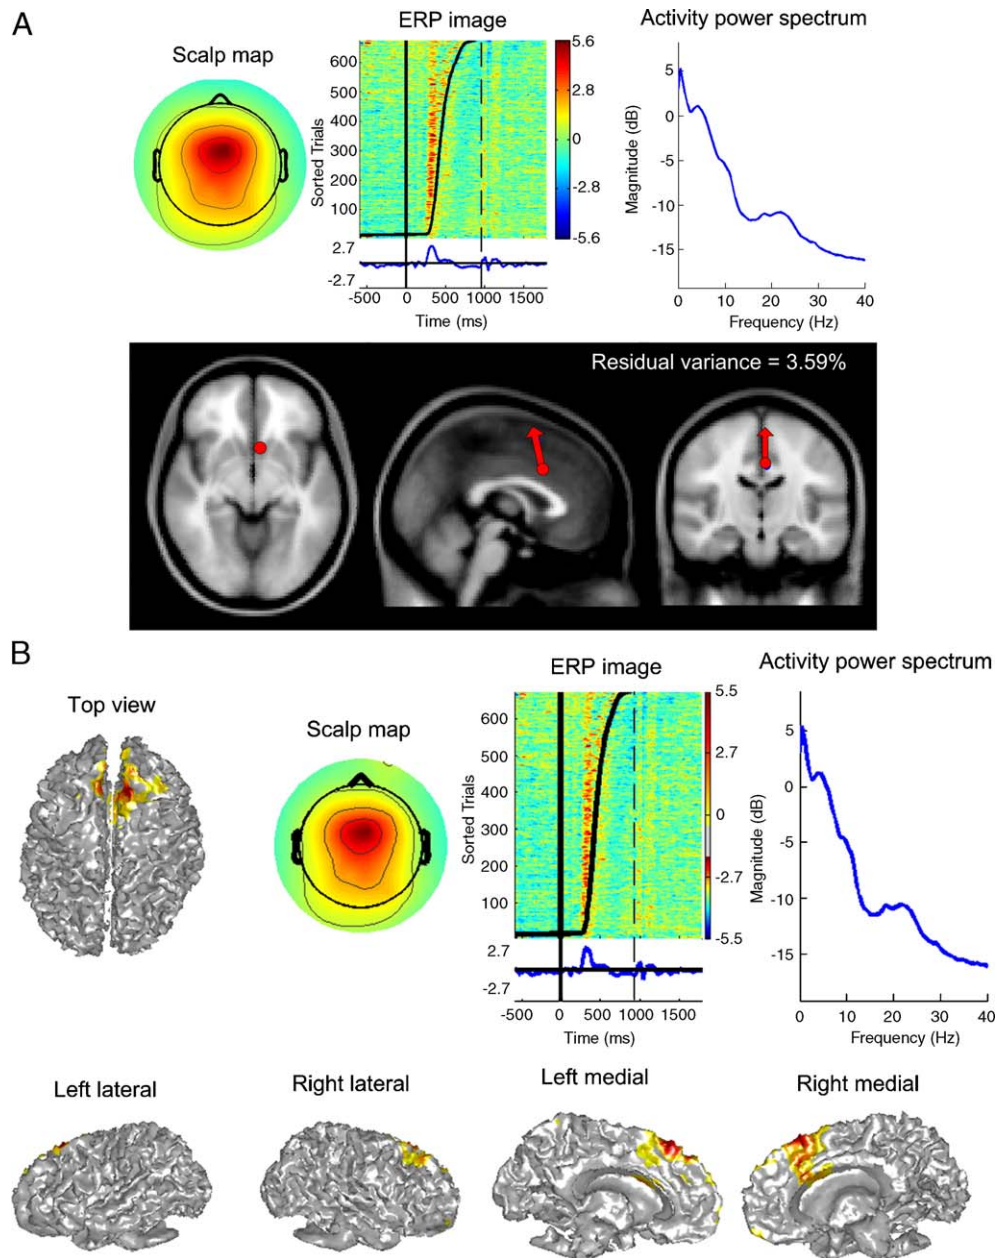 A
Scalp map
ERP image
Sorted Trials
600
500
400
300
200
100
5.6
2.8
0
-2.8
-5.6
2.7
-2.7
-500 0 500 1000 1500
Time (ms)
Activity power spectrum
Magnitude (dB)
5
0
-5
-10
-15
0 10 20 30 40
Frequency (Hz)
Residual variance = 3.59%
B
Top view
Scalp map
ERP image
Sorted Trials
600
500
400
300
200
100
5.5
2.7
0
-2.7
-5.5
2.7
-2.7
-500 0 500 1000 1500
Time (ms)
Activity power spectrum
Magnitude (dB)
5
0
-5
-10
-15
0 10 20 30 40
Frequency (Hz)
Left lateral
Right lateral
Left medial
Right medial